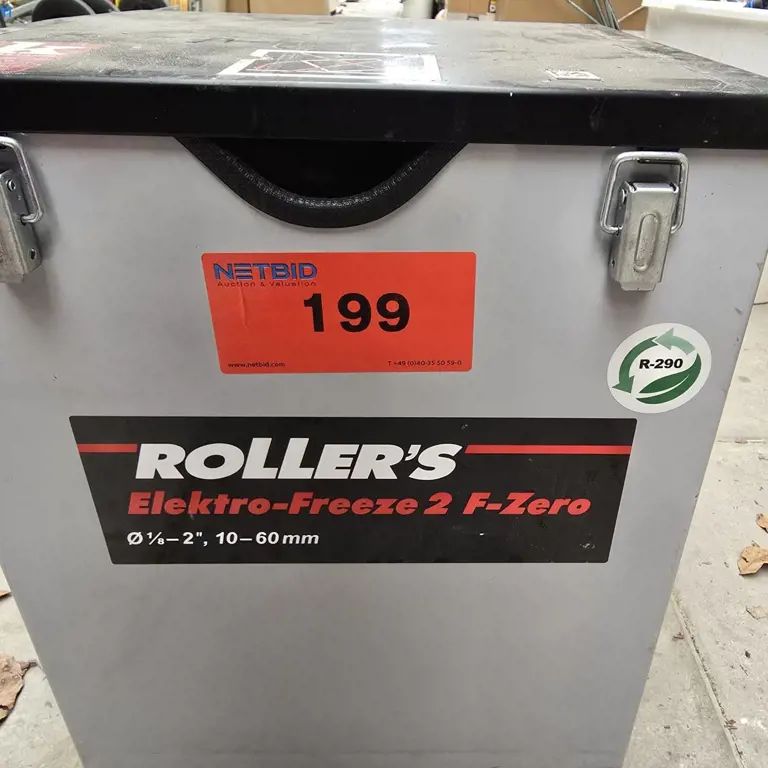 NETBID
Auction & Valuation
199
www.netbid.com
T +49 (0)40-35 50 59-0
R-290
ROLLER'S
Elektro-Freeze 2 F-Zero
Ø ⅛–2", 10–60 mm